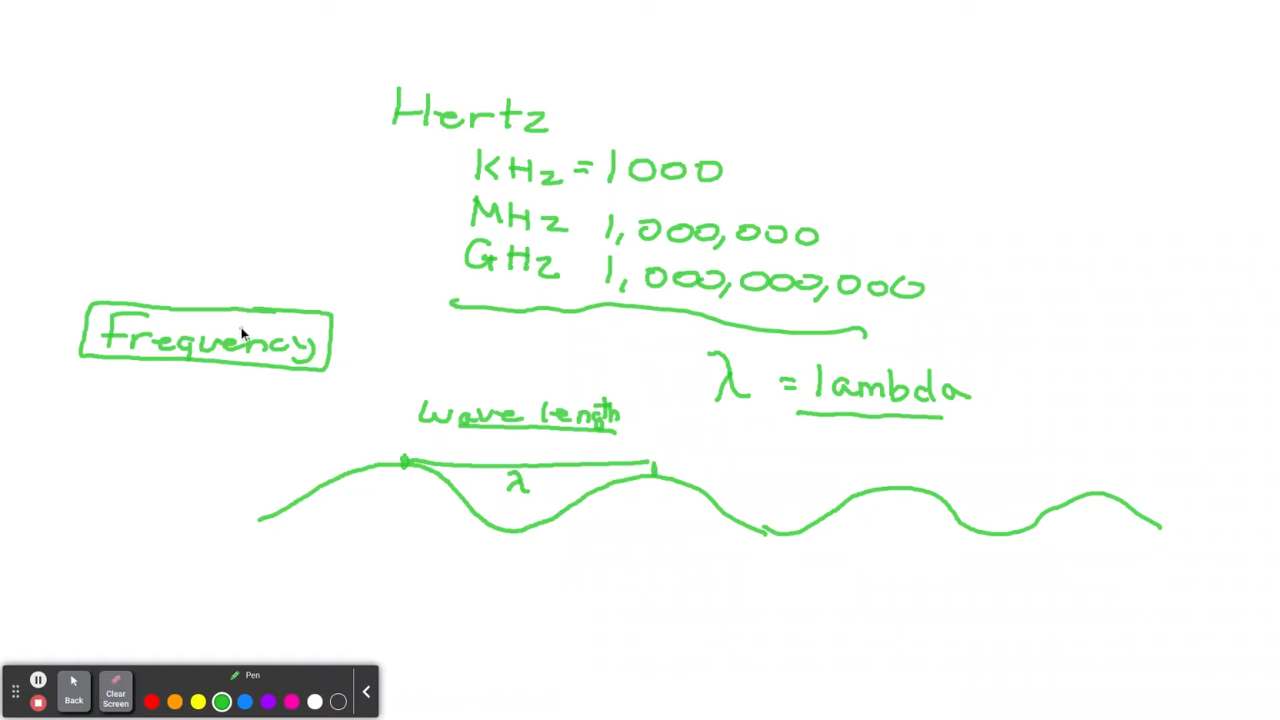 Hertz
KHz = 1000
MHz 1,000,000
GHz 1,000,000,000
Frequency
λ = lambda
wave length
λ
Pen
Back
Clear
Screen